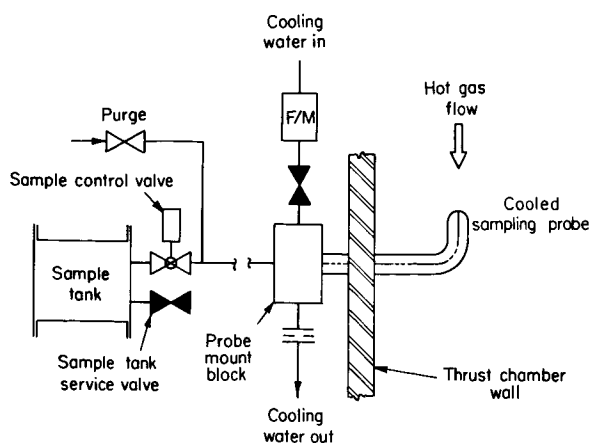 Cooling
water in
F/M
Hot gas
flow
Purge
Sample control valve
Cooled
sampling probe
Sample
tank
Probe
mount
block
Sample tank
service valve
Thrust chamber
wall
Cooling
water out